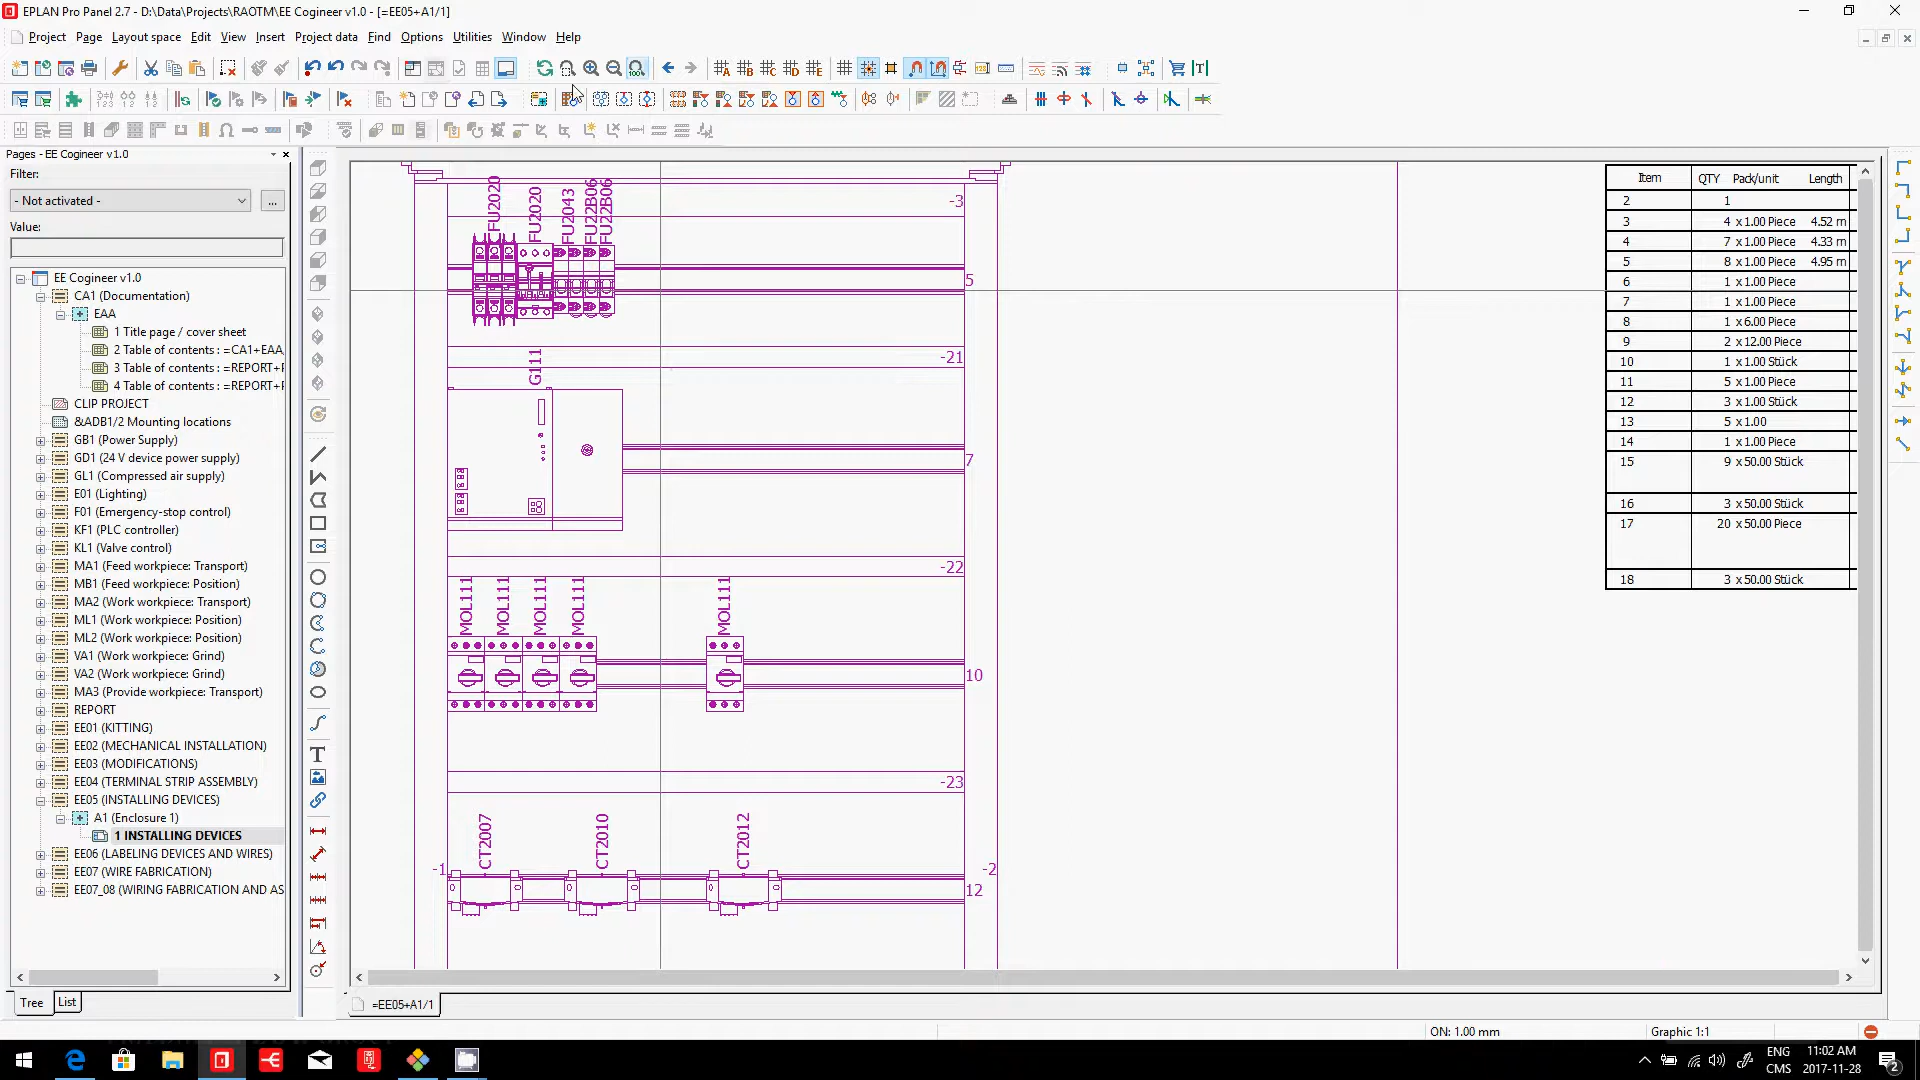 EPLAN Pro Panel 2.7 - D:\Data\Projects\RAOTM\EE Cogineer v1.0 - [=EE05+A1/1]
Project Page Layout space Edit View Insert Project data Find Options Utilities Window Help
Pages - EE Cogineer v1.0
Filter:
- Not activated -
...
Value:
EE Cogineer v1.0
CA1 (Documentation)
EAA
1 Title page / cover sheet
2 Table of contents : =CA1+EAA,
3 Table of contents : =REPORT+F
4 Table of contents : =REPORT+F
CLIP PROJECT
&ADB1/2 Mounting locations
GB1 (Power Supply)
GD1 (24 V device power supply)
GL1 (Compressed air supply)
E01 (Lighting)
F01 (Emergency-stop control)
KF1 (PLC controller)
KL1 (Valve control)
MA1 (Feed workpiece: Transport)
MB1 (Feed workpiece: Position)
MA2 (Work workpiece: Transport)
ML1 (Work workpiece: Position)
ML2 (Work workpiece: Position)
VA1 (Work workpiece: Grind)
VA2 (Work workpiece: Grind)
MA3 (Provide workpiece: Transport)
REPORT
EE01 (KITTING)
EE02 (MECHANICAL INSTALLATION)
EE03 (MODIFICATIONS)
EE04 (TERMINAL STRIP ASSEMBLY)
EE05 (INSTALLING DEVICES)
A1 (Enclosure 1)
1 INSTALLING DEVICES
EE06 (LABELING DEVICES AND WIRES)
EE07 (WIRE FABRICATION)
EE07_08 (WIRING FABRICATION AND AS
Tree List
FU2020 FU2020 FU2043 FU22B06 FU22B06
-3
5
G111
-21
7
-22
MOL111 MOL111 MOL111 MOL111 MOL111
10
-23
CT2007 CT2010 CT2012
-1 -2
12
Item QTY Pack/unit Length
2 1
3 4 x 1.00 Piece 4.52 m
4 7 x 1.00 Piece 4.33 m
5 8 x 1.00 Piece 4.95 m
6 1 x 1.00 Piece
7 1 x 1.00 Piece
8 1 x 6.00 Piece
9 2 x 12.00 Piece
10 1 x 1.00 Stück
11 5 x 1.00 Piece
12 3 x 1.00 Stück
13 5 x 1.00
14 1 x 1.00 Piece
15 9 x 50.00 Stück
16 3 x 50.00 Stück
17 20 x 50.00 Piece
18 3 x 50.00 Stück
=EE05+A1/1
ON: 1.00 mm Graphic 1:1
ENG 11:02 AM
CMS 2017-11-28
2